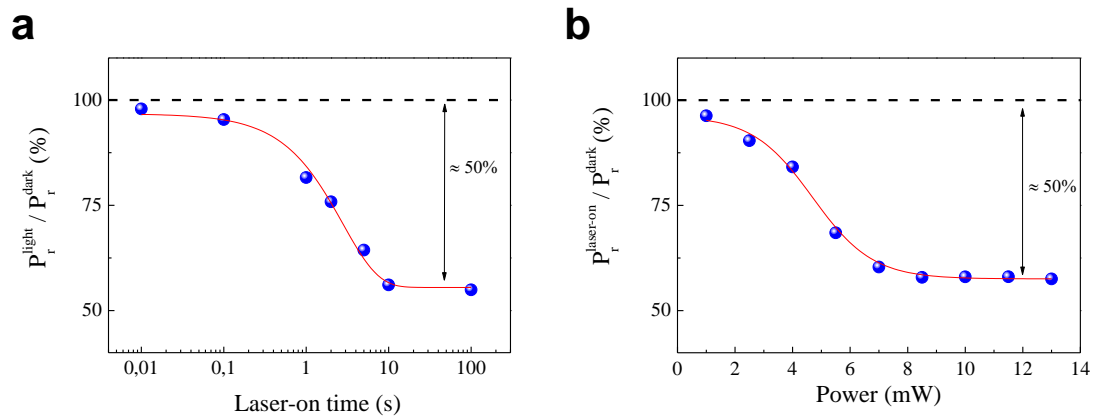 a
100
75
50
P_r^light / P_r^dark (%)
≈ 50%
0,01 0,1 1 10 100
Laser-on time (s)
b
100
75
50
P_r^laser-on / P_r^dark (%)
≈ 50%
0 2 4 6 8 10 12 14
Power (mW)